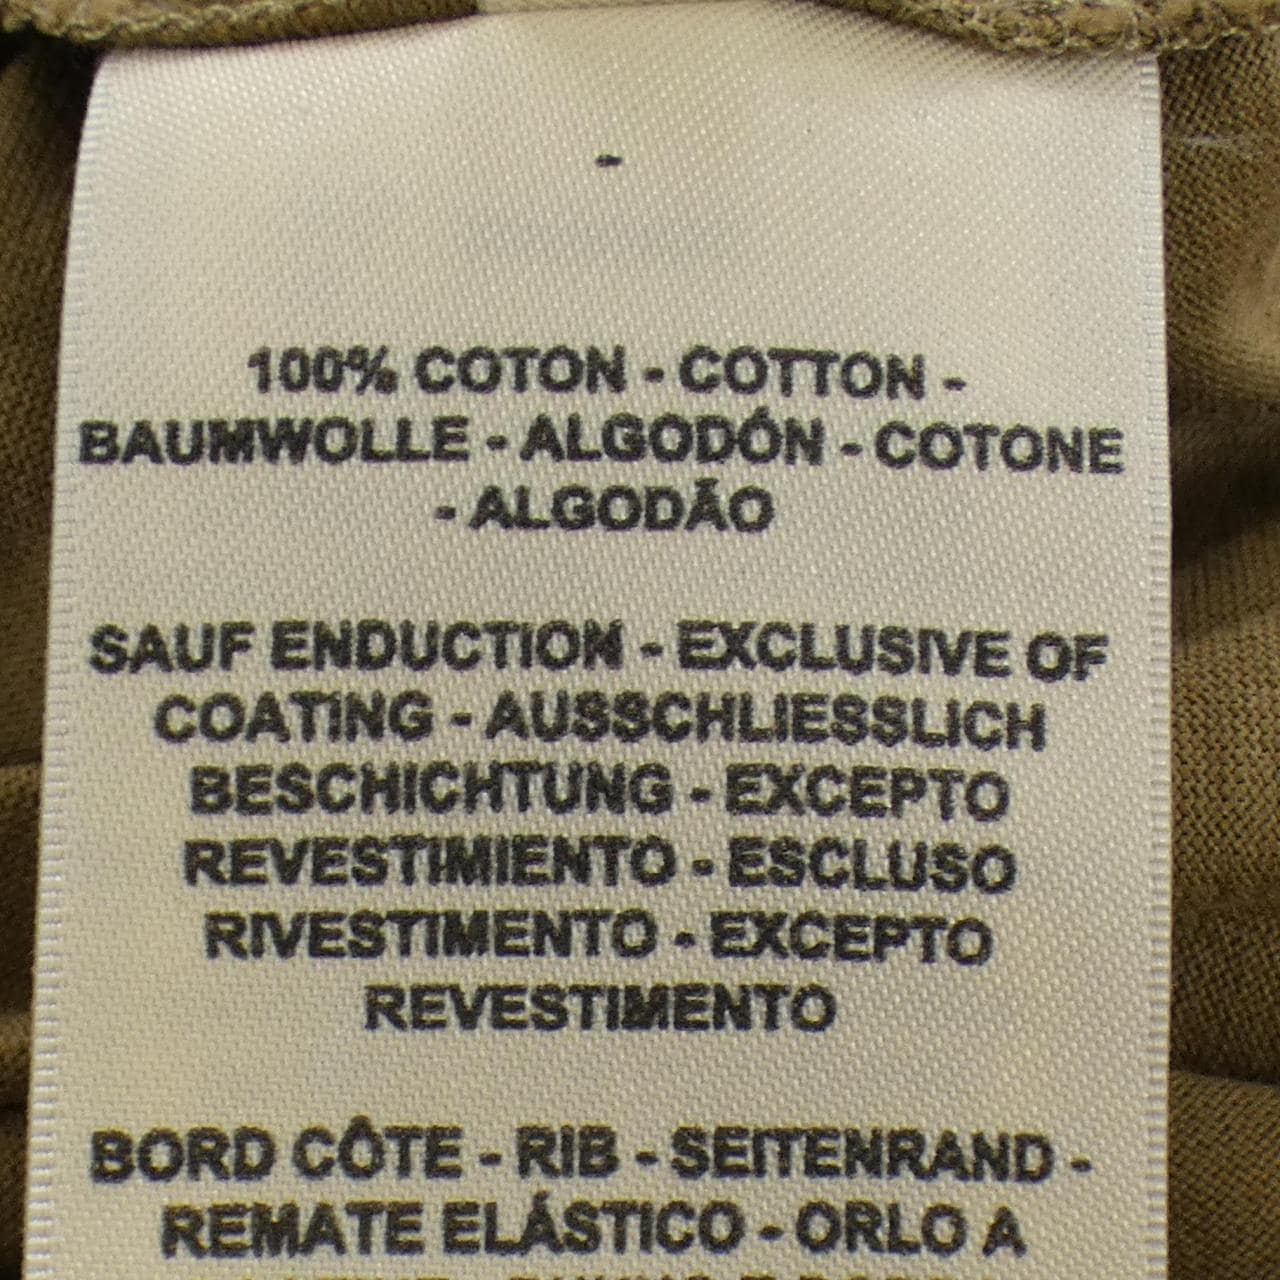 -
100% COTON - COTTON -
BAUMWOLLE - ALGODÓN - COTONE
- ALGODÃO
SAUF ENDUCTION - EXCLUSIVE OF
COATING - AUSSCHLIESSLICH
BESCHICHTUNG - EXCEPTO
REVESTIMIENTO - ESCLUSO
RIVESTIMENTO - EXCEPTO
REVESTIMENTO
BORD CÔTE - RIB - SEITENRAND -
REMATE ELÁSTICO - ORLO A